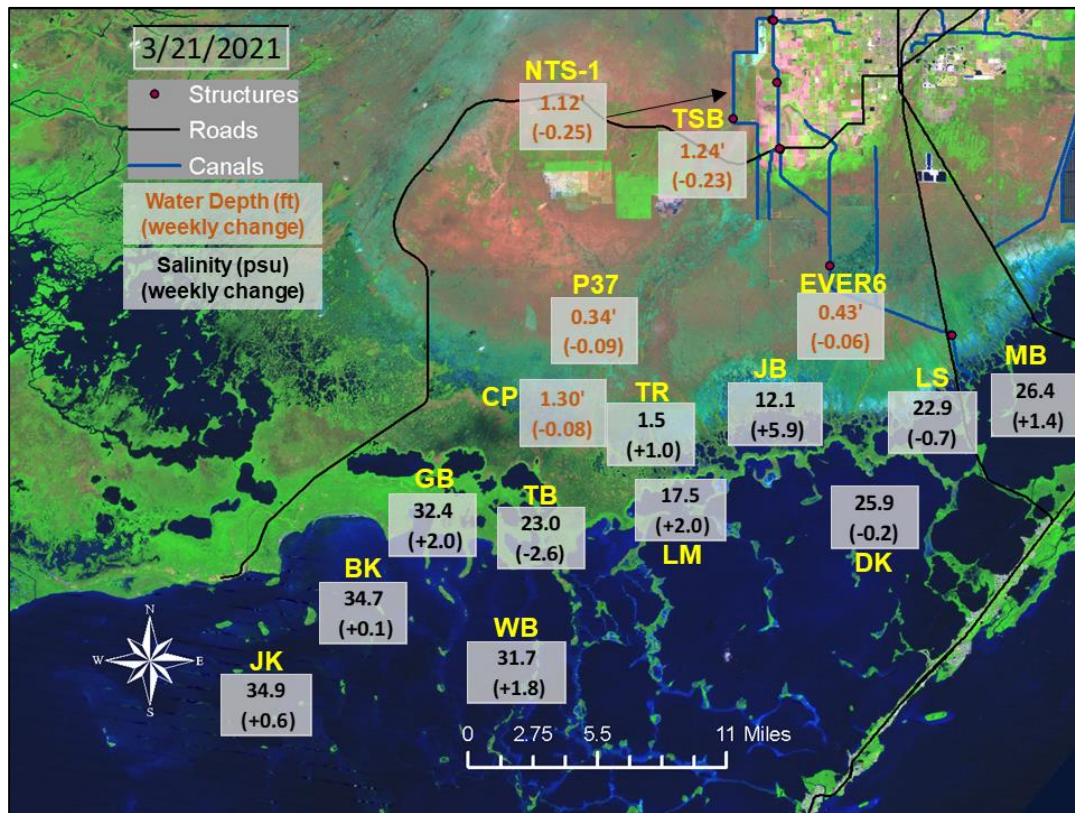 3/21/2021
Structures
Roads
Canals
Water Depth (ft)
(weekly change)
Salinity (psu)
(weekly change)
NTS-1
1.12'
(-0.25)
TSB
1.24'
(-0.23)
P37
0.34'
(-0.09)
EVER6
0.43'
(-0.06)
MB
26.4
(+1.4)
CP
1.30'
(-0.08)
TR
1.5
(+1.0)
JB
12.1
(+5.9)
LS
22.9
(-0.7)
GB
32.4
(+2.0)
TB
23.0
(-2.6)
17.5
(+2.0)
LM
25.9
(-0.2)
DK
BK
34.7
(+0.1)
WB
31.7
(+1.8)
JK
34.9
(+0.6)
N
W E
S
0 2.75 5.5 11 Miles